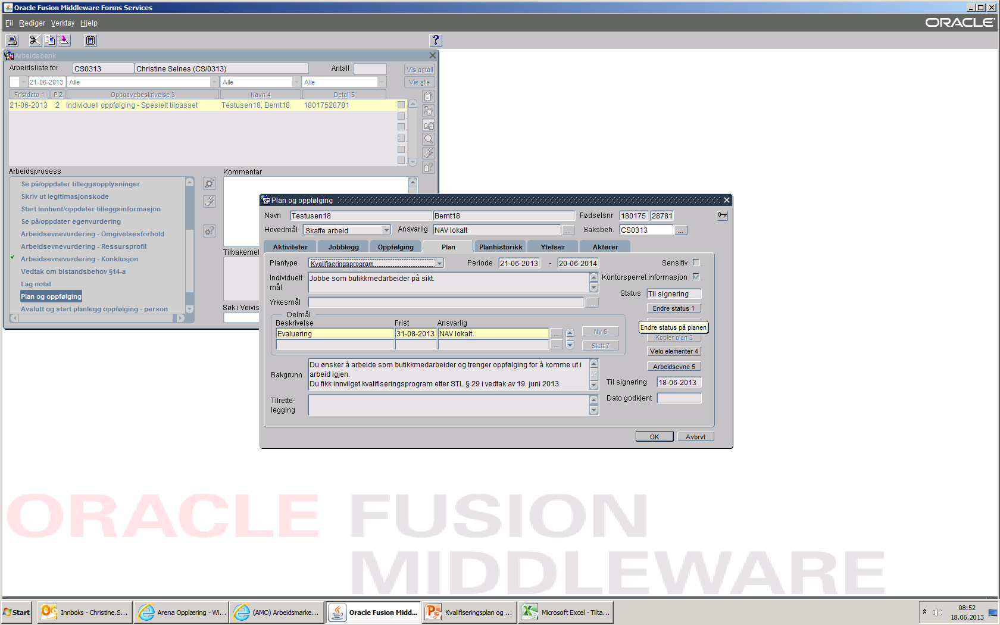 Oracle Fusion Middleware Forms Services
Fil Rediger Verktøy Hjelp
ORACLE
Arbeidsbenk
Arbeidsliste for CS0313 Christine Selnes (CS/0313) Antall Vis antall
21-06-2013 Alle Alle Alle Vis alle
Fristdato 1 P 2 Oppgavebeskrivelse 3 Navn 4 Detalj 5
21-06-2013 2 Individuell oppfølging - Spesielt tilpasset Testusen18, Bernt18 18017528781
Arbeidsprosess
Se på/oppdater tilleggsopplysninger
Skriv ut legitimasjonskode
Start Innhent/oppdater tilleggsinformasjon
Se på/oppdater egenvurdering
Arbeidsevnevurdering - Omgivelsesforhold
Arbeidsevnevurdering - Ressursprofil
Arbeidsevnevurdering - Konklusjon
Vedtak om bistandsbehov §14-a
Lag notat
Plan og oppfølging
Avslutt og start planlegg oppfølging - person
Kommentar
Tilbakemel
Søk i Veivis
Plan og oppfølging
Navn Testusen18 Bernt18 Fødselsnr 180175 28781
Hovedmål Skaffe arbeid Ansvarlig NAV lokalt ... Saksbeh. CS0313 ...
Aktiviteter Jobblogg Oppfølging Plan Planhistorikk Ytelser Aktører
Plantype Kvalifiseringsprogram Periode 21-06-2013 - 20-06-2014 Sensitiv
Individuelt mål Jobbe som butikkmedarbeider på sikt. Kontorsperret informasjon
Status Til signering
Yrkesmål ... Endre status 1
Delmål
Beskrivelse Frist Ansvarlig
Evaluering 31-08-2013 NAV lokalt ... Ny 6
... Slett 7
Endre status på planen
Kopier plan 3
Velg elementer 4
Arbeidsevne 5
Bakgrunn
Du ønsker å arbeide som butikkmedarbeider og trenger oppfølging for å komme ut i
arbeid igjen.
Du fikk innvilget kvalifiseringsprogram etter STL § 29 i vedtak av 19. juni 2013.
Til signering 18-06-2013
Dato godkjent
Tilrette-
legging
OK Avbryt
ORACLE FUSION
MIDDLEWARE
Start Innboks - Christine.S... Arena Opplæring - Wi... (AMO) Arbeidsmarke... Oracle Fusion Midd... Kvalifiseringsplan og ... Microsoft Excel - Tilta...
08:52
18.06.2013